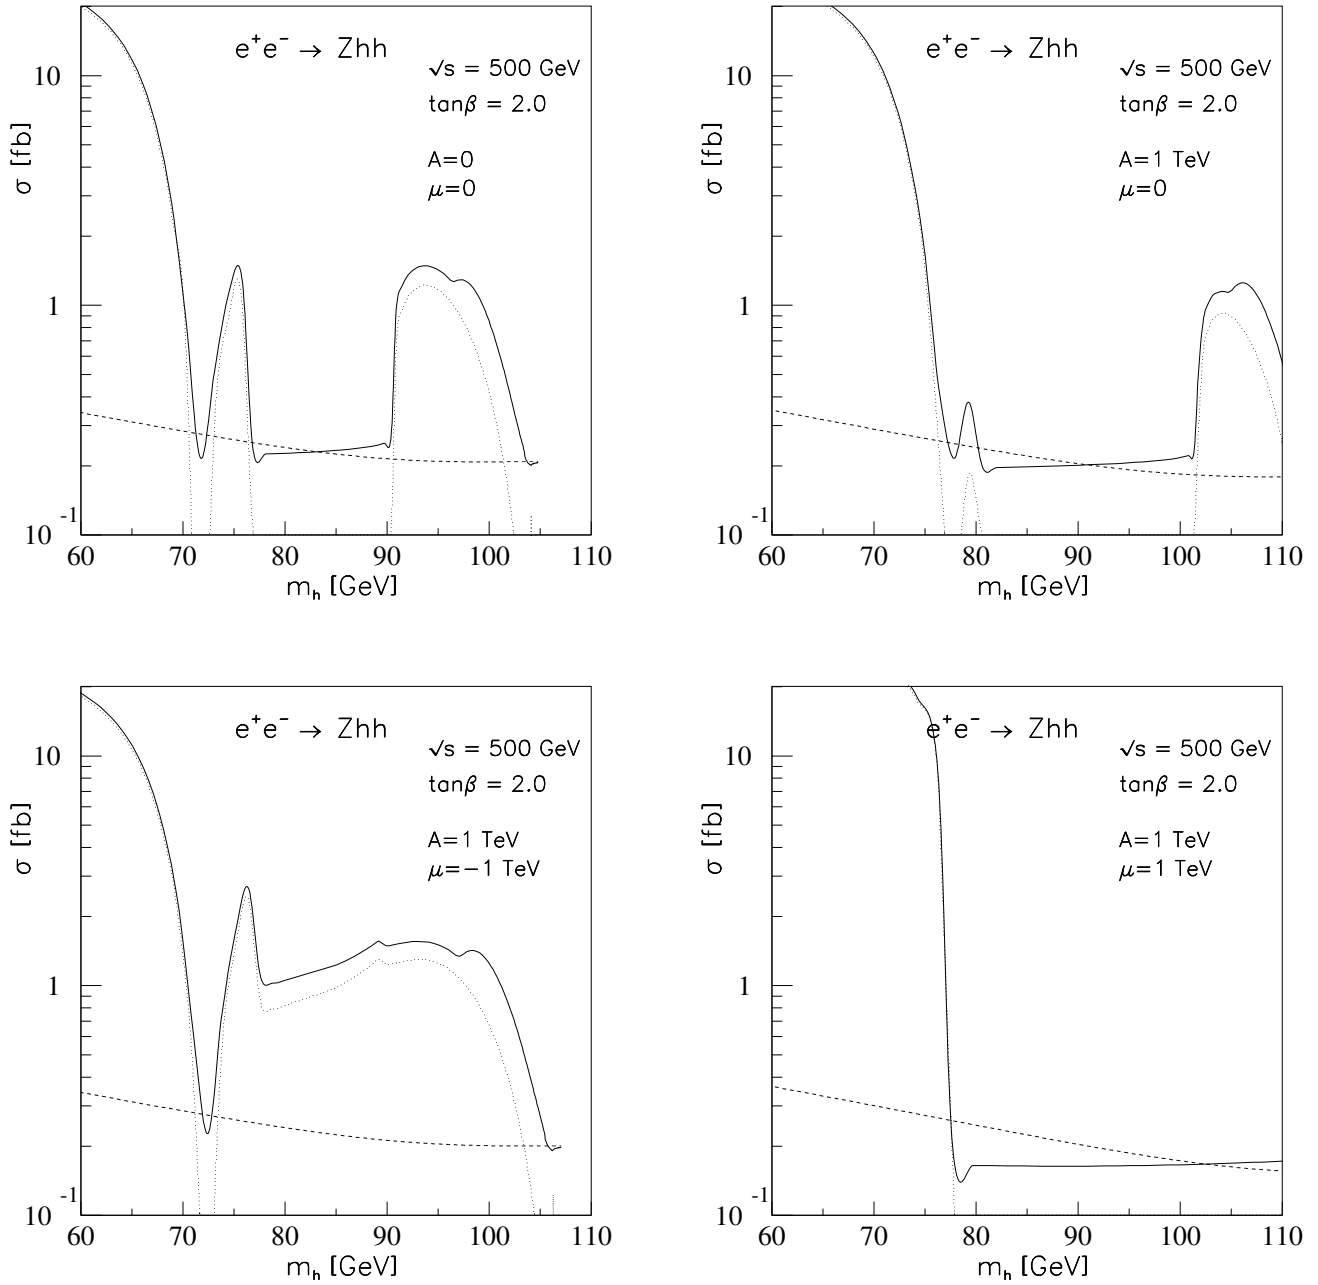 e⁺e⁻ → Zhh
√s = 500 GeV
tanβ = 2.0
A=0
μ=0
σ [fb]
10
1
10⁻¹
60 70 80 90 100 110
m_h [GeV]
e⁺e⁻ → Zhh
√s = 500 GeV
tanβ = 2.0
A=1 TeV
μ=0
σ [fb]
10
1
10⁻¹
60 70 80 90 100 110
m_h [GeV]
e⁺e⁻ → Zhh
√s = 500 GeV
tanβ = 2.0
A=1 TeV
μ=−1 TeV
σ [fb]
10
1
10⁻¹
60 70 80 90 100 110
m_h [GeV]
e⁺e⁻ → Zhh
√s = 500 GeV
tanβ = 2.0
A=1 TeV
μ=1 TeV
σ [fb]
10
1
10⁻¹
60 70 80 90 100 110
m_h [GeV]